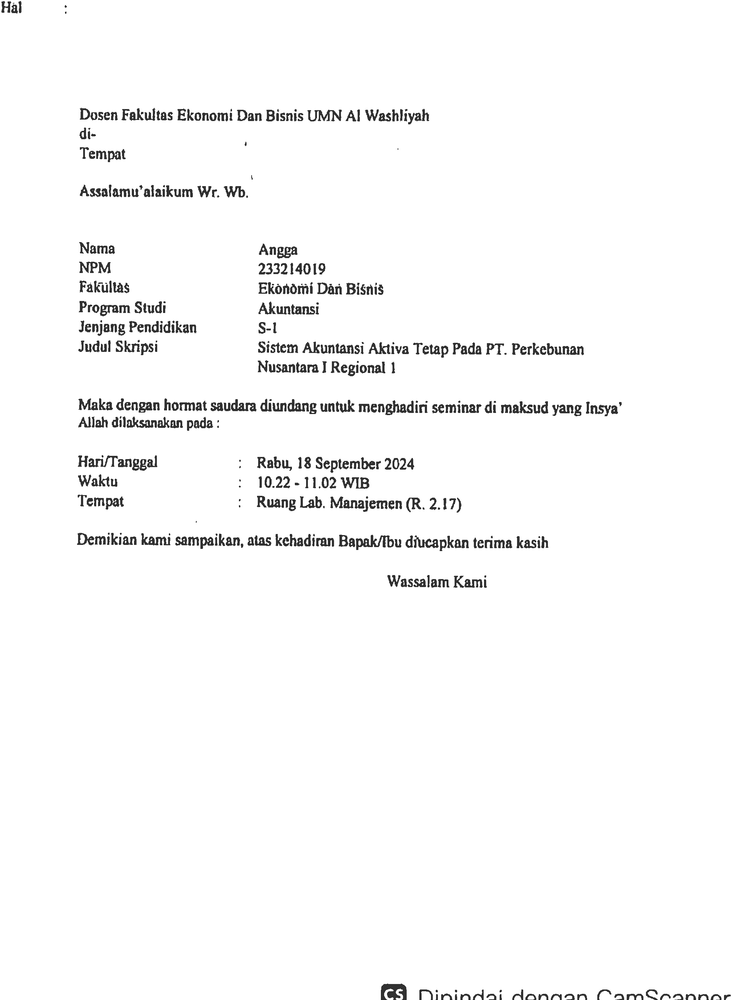 Hal :
Dosen Fakultas Ekonomi Dan Bisnis UMN Al Washliyah
di-
Tempat
Assalamu'alaikum Wr. Wb.
Nama Angga
NPM 233214019
Fakultas Ekonomi Dan Bisnis
Program Studi Akuntansi
Jenjang Pendidikan S-1
Judul Skripsi Sistem Akuntansi Aktiva Tetap Pada PT. Perkebunan
Nusantara I Regional 1
Maka dengan hormat saudara diundang untuk menghadiri seminar di maksud yang Insya'
Allah dilaksanakan pada :
Hari/Tanggal : Rabu, 18 September 2024
Waktu : 10.22 - 11.02 WIB
Tempat : Ruang Lab. Manajemen (R. 2.17)
Demikian kami sampaikan, atas kehadiran Bapak/Ibu diucapkan terima kasih
Wassalam Kami
CS Dipindai dengan CamScanner